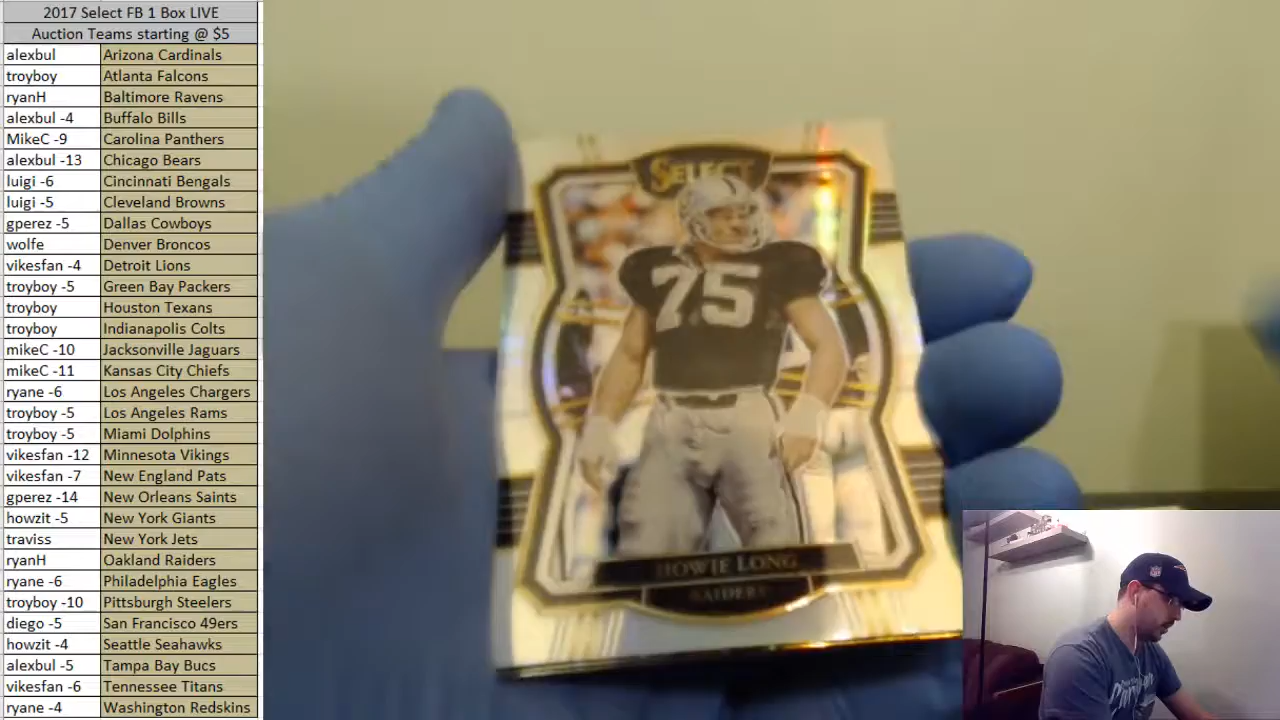 2017 Select FB 1 Box LIVE
Auction Teams starting @ $5
alexbul Arizona Cardinals
troyboy Atlanta Falcons
ryanH Baltimore Ravens
alexbul -4 Buffalo Bills
MikeC -9 Carolina Panthers
alexbul -13 Chicago Bears
luigi -6 Cincinnati Bengals
luigi -5 Cleveland Browns
gperez -5 Dallas Cowboys
wolfe Denver Broncos
vikesfan -4 Detroit Lions
troyboy -5 Green Bay Packers
troyboy Houston Texans
troyboy Indianapolis Colts
mikeC -10 Jacksonville Jaguars
mikeC -11 Kansas City Chiefs
ryane -6 Los Angeles Chargers
troyboy -5 Los Angeles Rams
troyboy -5 Miami Dolphins
vikesfan -12 Minnesota Vikings
vikesfan -7 New England Pats
gperez -14 New Orleans Saints
howzit -5 New York Giants
traviss New York Jets
ryanH Oakland Raiders
ryane -6 Philadelphia Eagles
troyboy -10 Pittsburgh Steelers
diego -5 San Francisco 49ers
howzit -4 Seattle Seahawks
alexbul -5 Tampa Bay Bucs
vikesfan -6 Tennessee Titans
ryane -4 Washington Redskins
SELECT
75
HOWIE LONG
RAIDERS